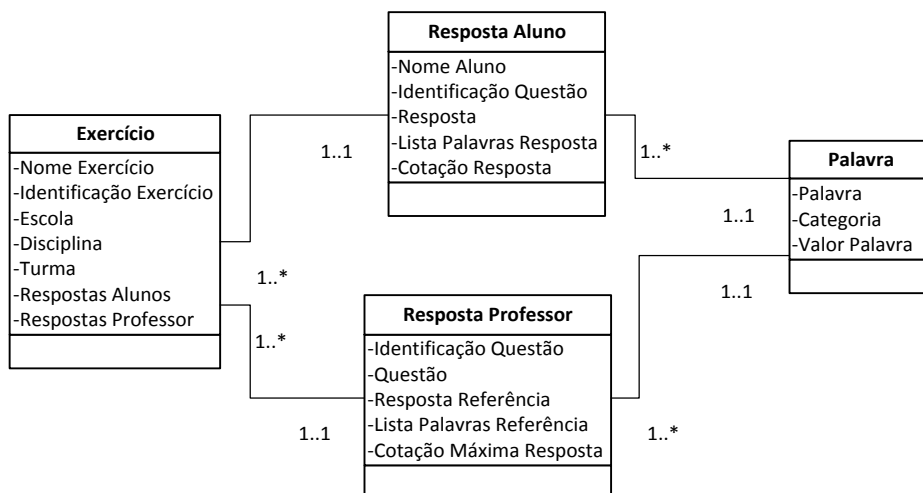 Resposta Aluno
-Nome Aluno
-Identificação Questão
-Resposta
-Lista Palavras Resposta
-Cotação Resposta
Exercício
-Nome Exercício
-Identificação Exercício
-Escola
-Disciplina
-Turma
-Respostas Alunos
-Respostas Professor
1..1
1..*
Palavra
-Palavra
-Categoria
-Valor Palavra
1..1
1..*
1..1
Resposta Professor
-Identificação Questão
-Questão
-Resposta Referência
-Lista Palavras Referência
-Cotação Máxima Resposta
1..*
1..1
1..*